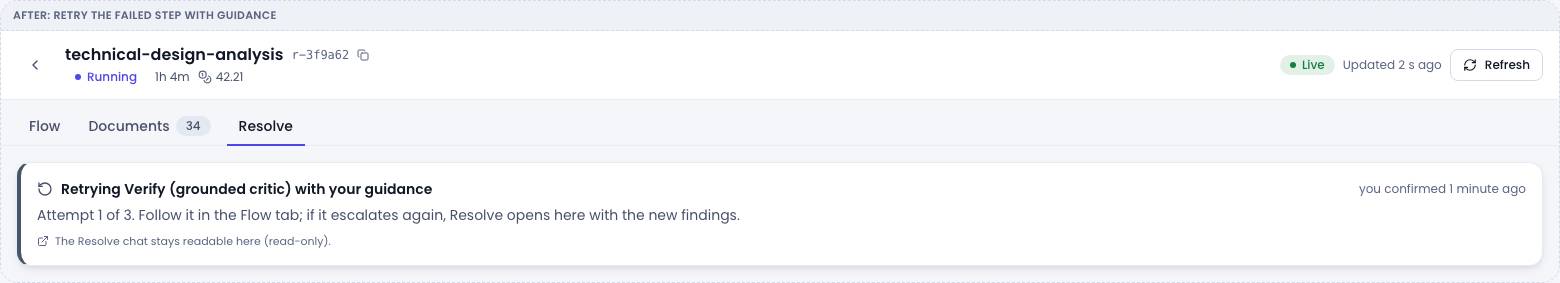 AFTER: RETRY THE FAILED STEP WITH GUIDANCE
technical-design-analysis r-3f9a62
Running 1h 4m 42.21
Live Updated 2 s ago Refresh
Flow Documents 34 Resolve
Retrying Verify (grounded critic) with your guidance you confirmed 1 minute ago
Attempt 1 of 3. Follow it in the Flow tab; if it escalates again, Resolve opens here with the new findings.
The Resolve chat stays readable here (read-only).